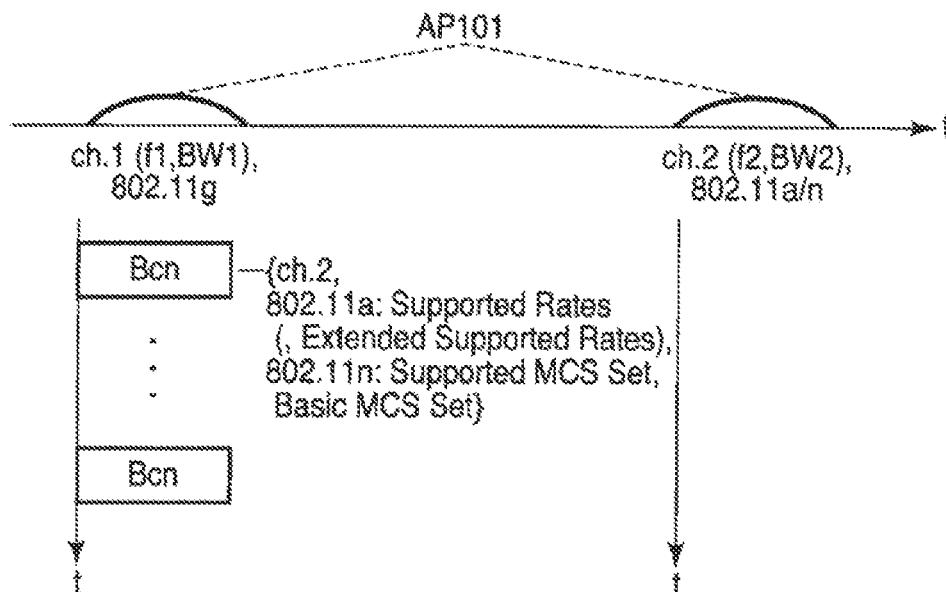 AP101
f
ch.1 (f1,BW1),
802.11g
ch.2 (f2,BW2),
802.11a/n
Bcn
{ch.2,
802.11a: Supported Rates
(, Extended Supported Rates),
802.11n: Supported MCS Set,
Basic MCS Set}
Bcn
t
t